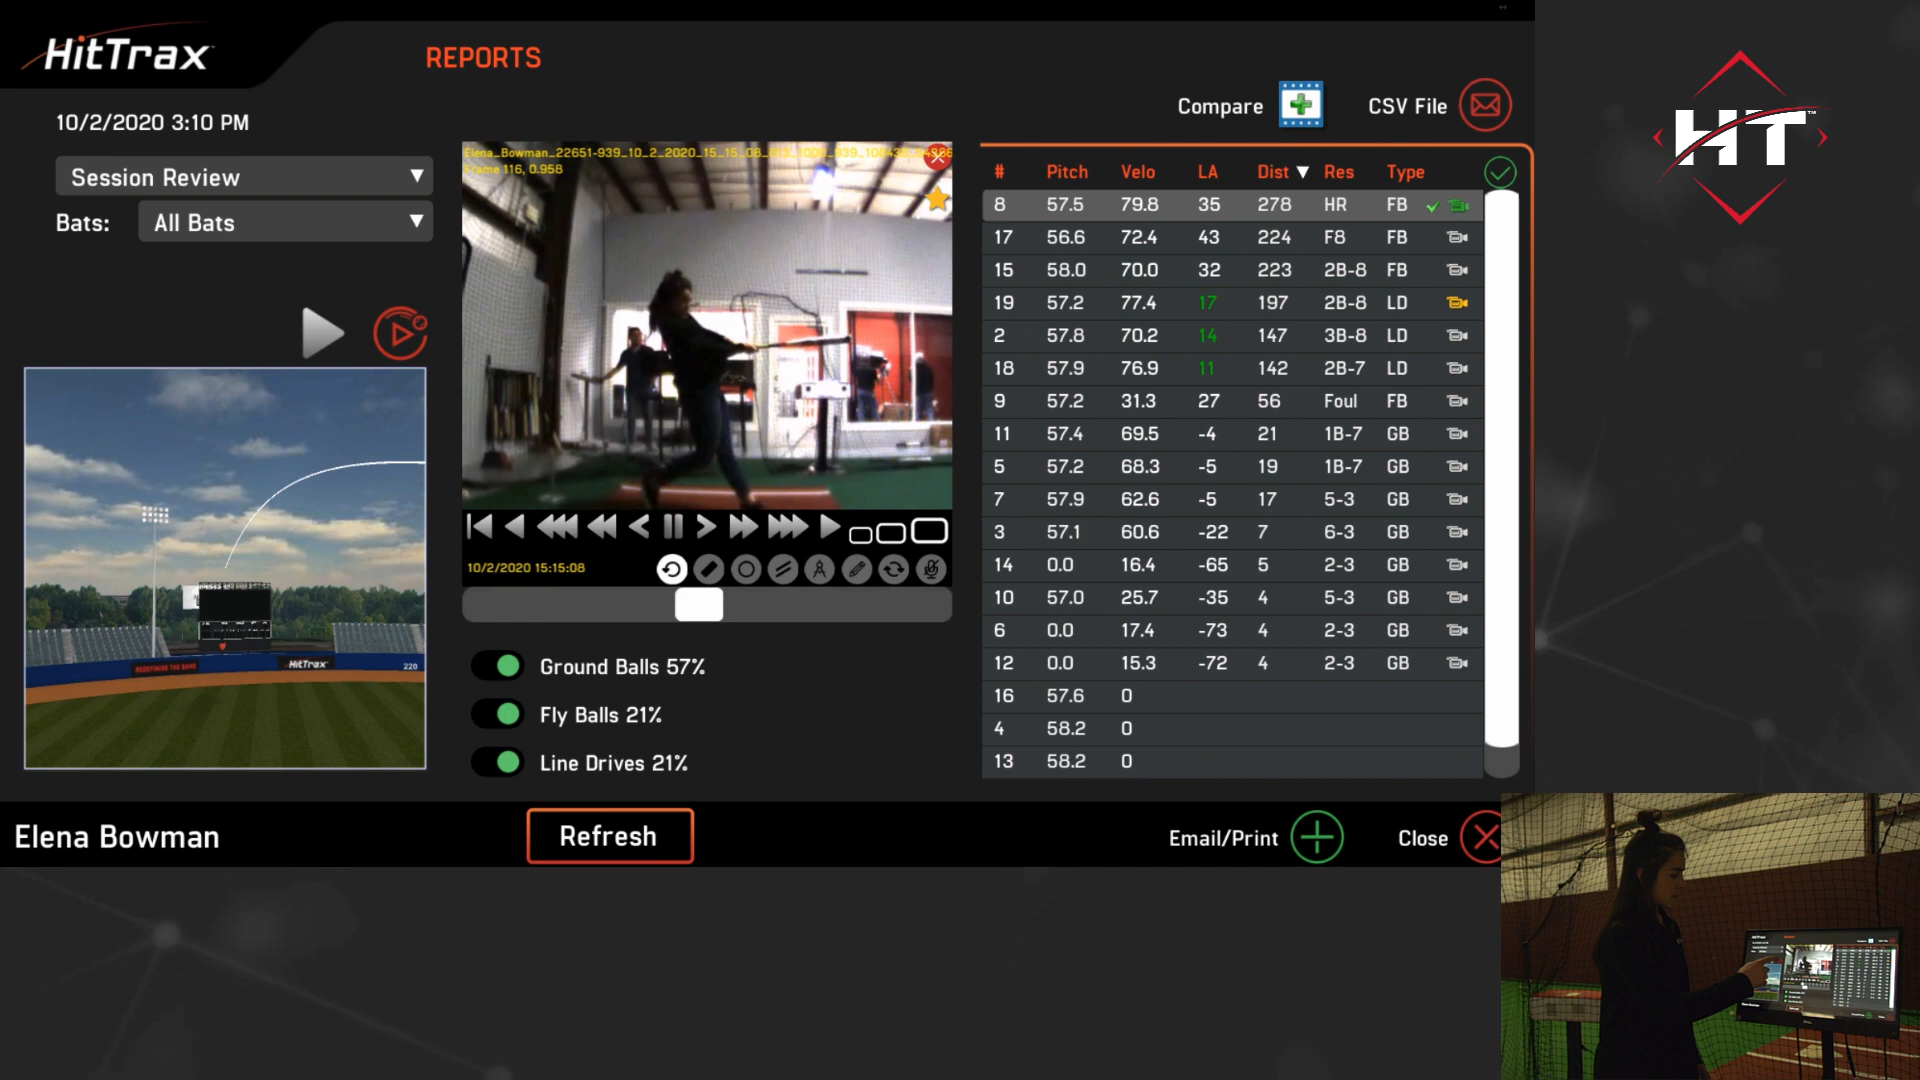 HitTrax
REPORTS
Compare
CSV File
10/2/2020 3:10 PM
Session Review
Bats:
All Bats
Frame 116, 0.958
10/2/2020 15:15:08
# Pitch Velo LA Dist Res Type
8 57.5 79.8 35 278 HR FB
17 56.6 72.4 43 224 F8 FB
15 58.0 70.0 32 223 2B-8 FB
19 57.2 77.4 17 197 2B-8 LD
2 57.8 70.2 14 147 3B-8 LD
18 57.9 76.9 11 142 2B-7 LD
9 57.2 31.3 27 56 Foul FB
11 57.4 69.5 -4 21 1B-7 GB
5 57.2 68.3 -5 19 1B-7 GB
7 57.9 62.6 -5 17 5-3 GB
3 57.1 60.6 -22 7 6-3 GB
14 0.0 16.4 -65 5 2-3 GB
10 57.0 25.7 -35 4 5-3 GB
6 0.0 17.4 -73 4 2-3 GB
12 0.0 15.3 -72 4 2-3 GB
16 57.6 0
4 58.2 0
13 58.2 0
REDEFINING THE GAME
HitTrax
220
Ground Balls 57%
Fly Balls 21%
Line Drives 21%
Elena Bowman
Refresh
Email/Print
Close
HT™